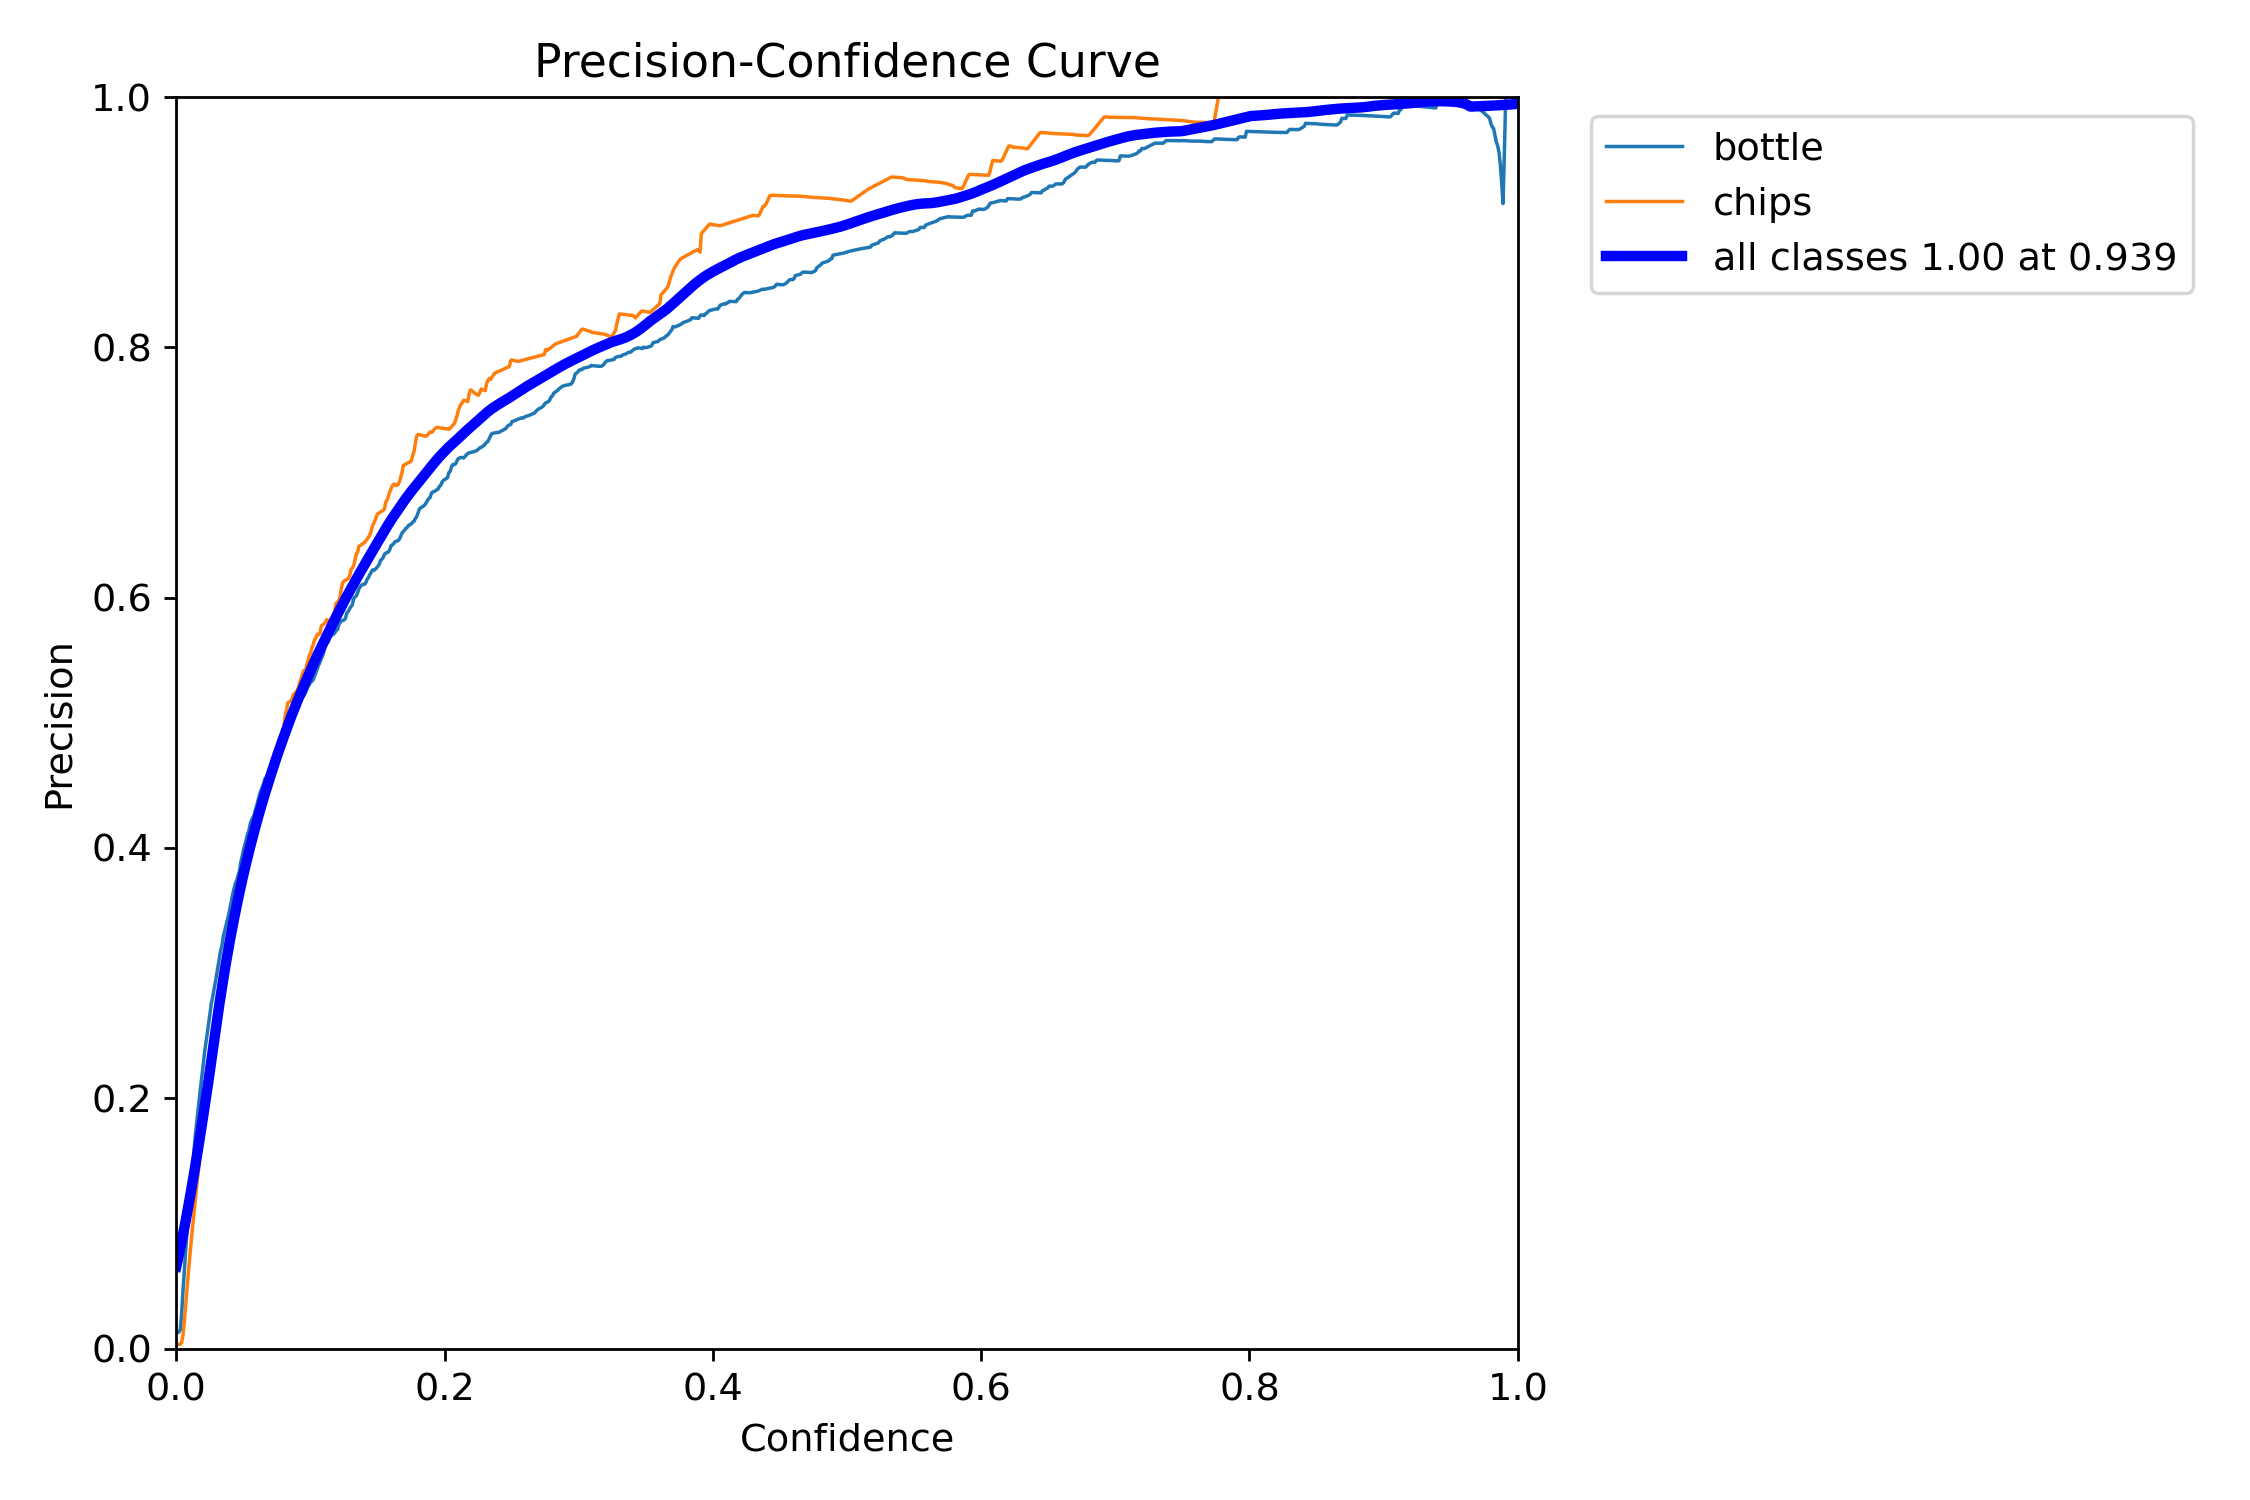 Precision-Confidence Curve
1.0
0.8
0.6
0.4
0.2
0.0
Precision
0.0 0.2 0.4 0.6 0.8 1.0
Confidence
bottle
chips
all classes 1.00 at 0.939